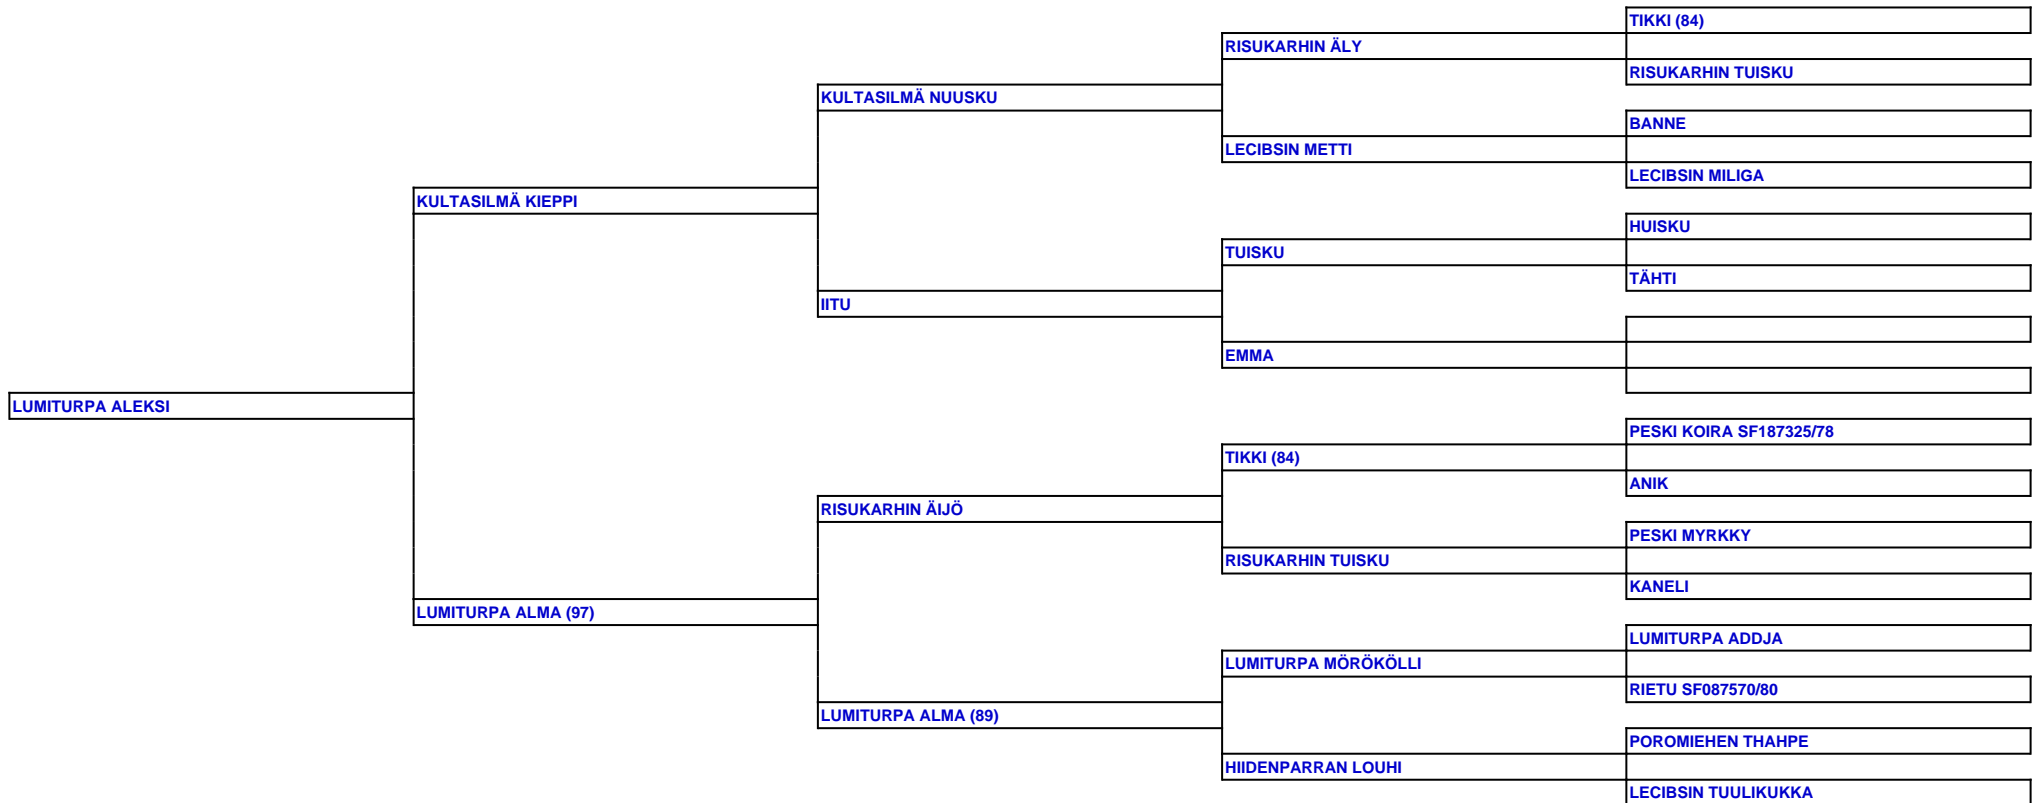 TIKKI (84)
RISUKARHIN ÄLY
RISUKARHIN TUISKU
KULTASILMÄ NUUSKU
BANNE
LECIBSIN METTI
LECIBSIN MILIGA
KULTASILMÄ KIEPPI
HUISKU
TUISKU
TÄHTI
IITU
EMMA
LUMITURPA ALEKSI
PESKI KOIRA SF187325/78
TIKKI (84)
ANIK
RISUKARHIN ÄIJÖ
PESKI MYRKKY
RISUKARHIN TUISKU
KANELI
LUMITURPA ALMA (97)
LUMITURPA ADDJA
LUMITURPA MÖRÖKÖLLI
RIETU SF087570/80
LUMITURPA ALMA (89)
POROMIEHEN THAHPE
HIIDENPARRAN LOUHI
LECIBSIN TUULIKUKKA